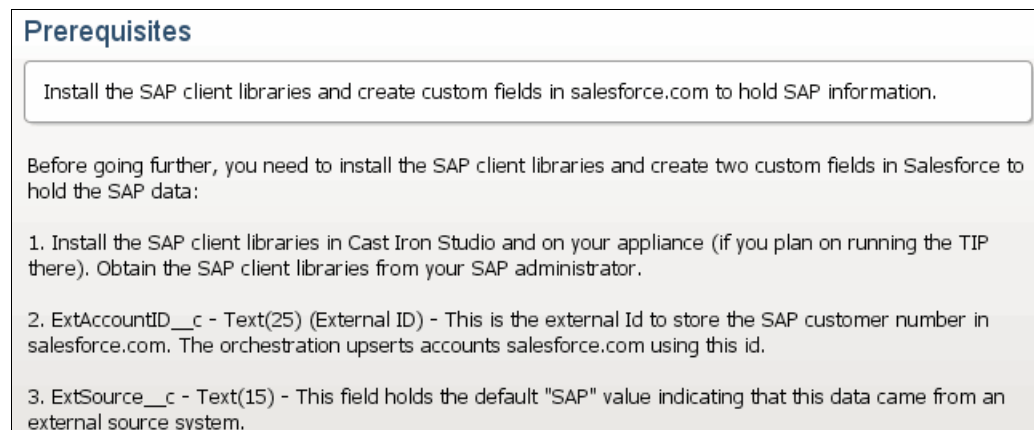 Prerequisites
Install the SAP client libraries and create custom fields in salesforce.com to hold SAP information.
Before going further, you need to install the SAP client libraries and create two custom fields in Salesforce to
hold the SAP data:
1. Install the SAP client libraries in Cast Iron Studio and on your appliance (if you plan on running the TIP
there). Obtain the SAP client libraries from your SAP administrator.
2. ExtAccountID__c - Text(25) (External ID) - This is the external Id to store the SAP customer number in
salesforce.com. The orchestration upserts accounts salesforce.com using this id.
3. ExtSource__c - Text(15) - This field holds the default "SAP" value indicating that this data came from an
external source system.